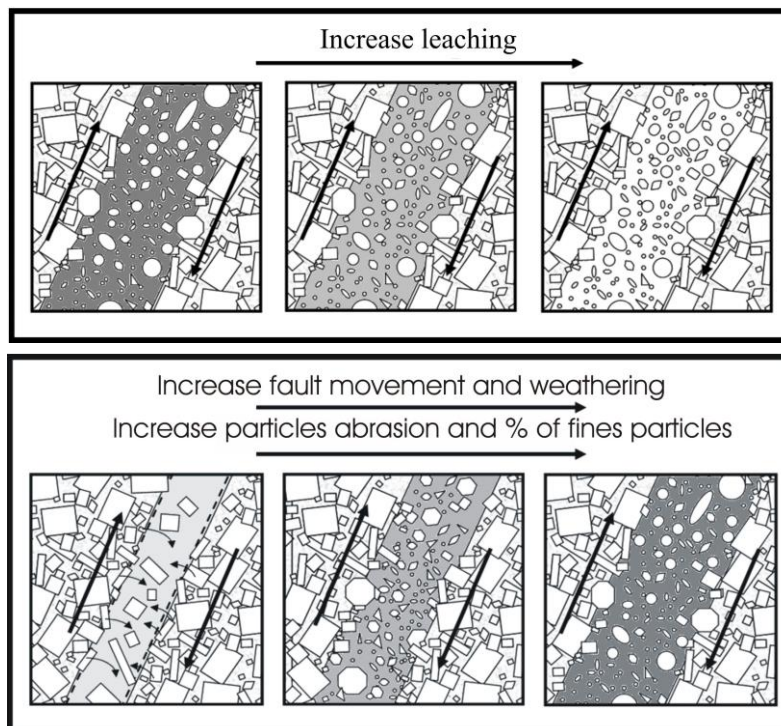 Increase leaching
Increase fault movement and weathering
Increase particles abrasion and % of fines particles